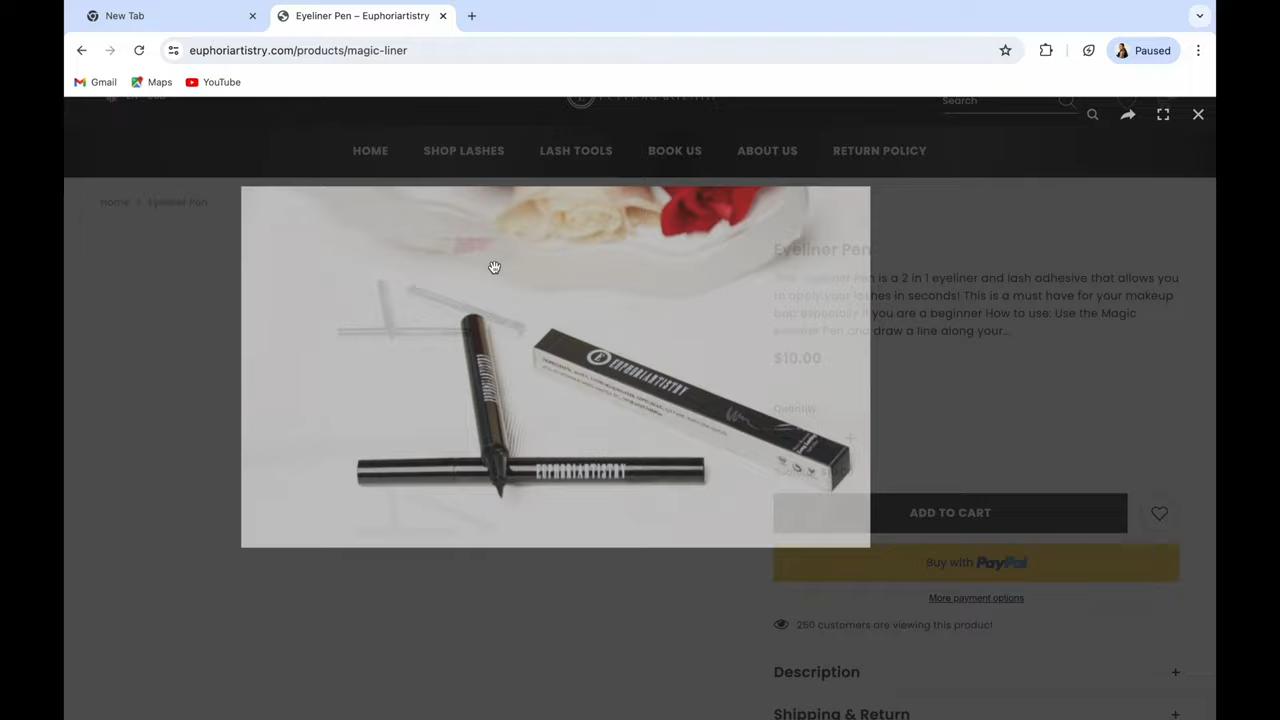 New Tab
Eyeliner Pen – Euphoriartistry
euphoriartistry.com/products/magic-liner
Paused
Gmail
Maps
YouTube
Search
HOME
SHOP LASHES
LASH TOOLS
BOOK US
ABOUT US
RETURN POLICY
Home
Eyeliner Pen
Eyeliner Pen
Pen is a 2 in 1 eyeliner and lash adhesive that allows you
to apply your lashes in seconds! This is a must have for your makeup
bag especially if you are a beginner How to use: Use the Magic
eyeliner Pen and draw a line along your...
$10.00
Quantity
EUPHORIARTISTRY
EUPHORIARTISTRY
EUPHORIARTISTRY
ADD TO CART
Buy with PayPal
More payment options
250 customers are viewing this product
Description
Shipping & Return